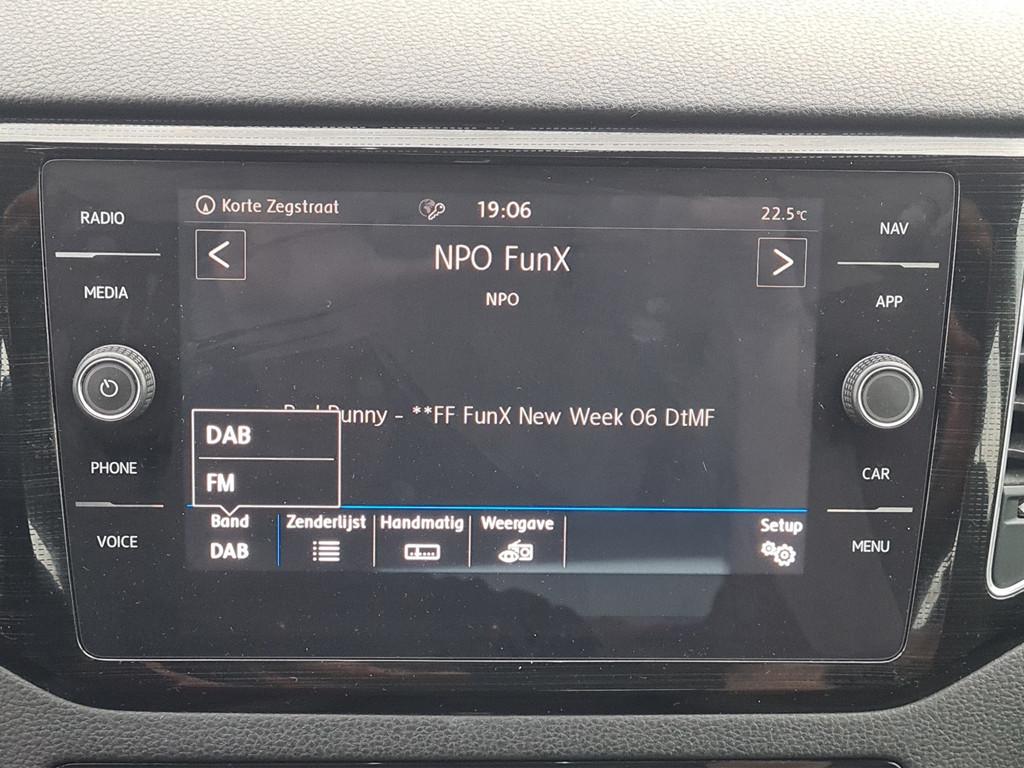 RADIO
MEDIA
PHONE
VOICE
Korte Zegstraat 19:06 22.5°C
< NPO FunX >
NPO
Bunny - **FF FunX New Week 06 DtMF
DAB
FM
Band Zenderlijst Handmatig Weergave Setup
DAB
NAV
APP
CAR
MENU